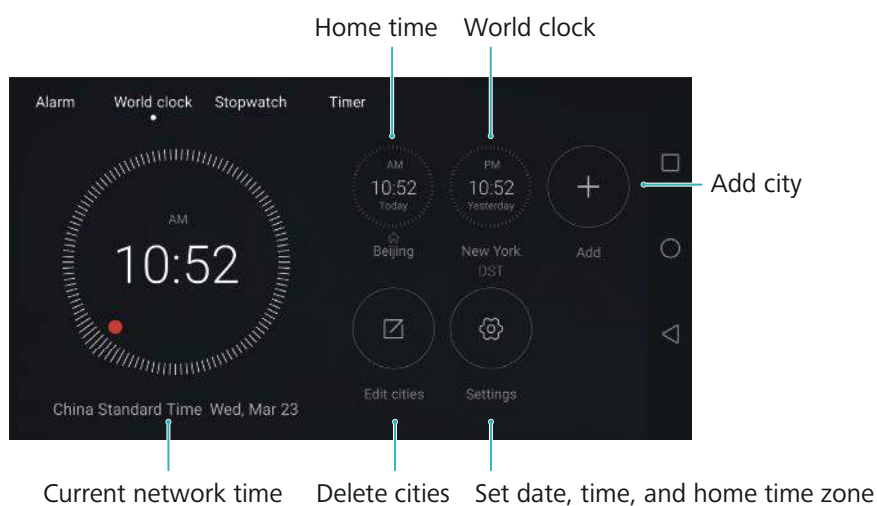 Home time World clock
Alarm World clock Stopwatch Timer
AM
10:52
China Standard Time Wed, Mar 23
AM
10:52
Today
Beijing
PM
10:52
Yesterday
New York
DST
Add
Add city
Edit cities
Settings
Current network time Delete cities Set date, time, and home time zone